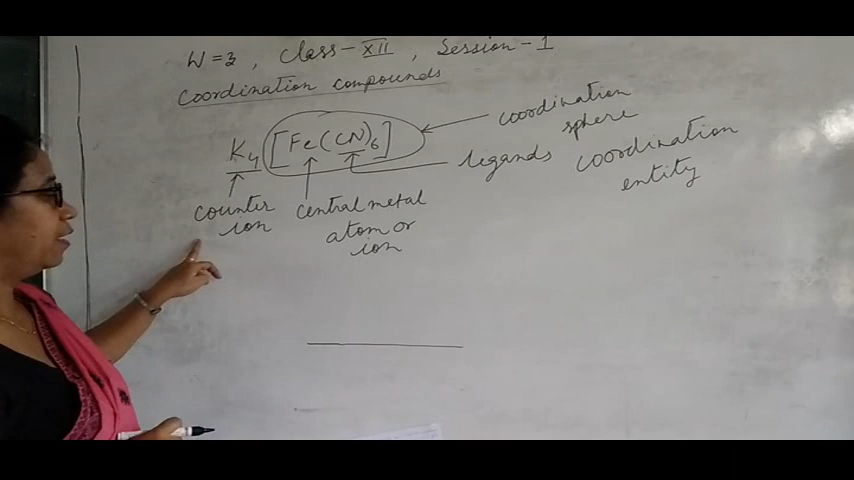 W=3, Class-XII, Session-1
Coordination compounds
K4[Fe(CN)6]
coordination sphere
ligands
coordination entity
counter ion
central metal atom or ion